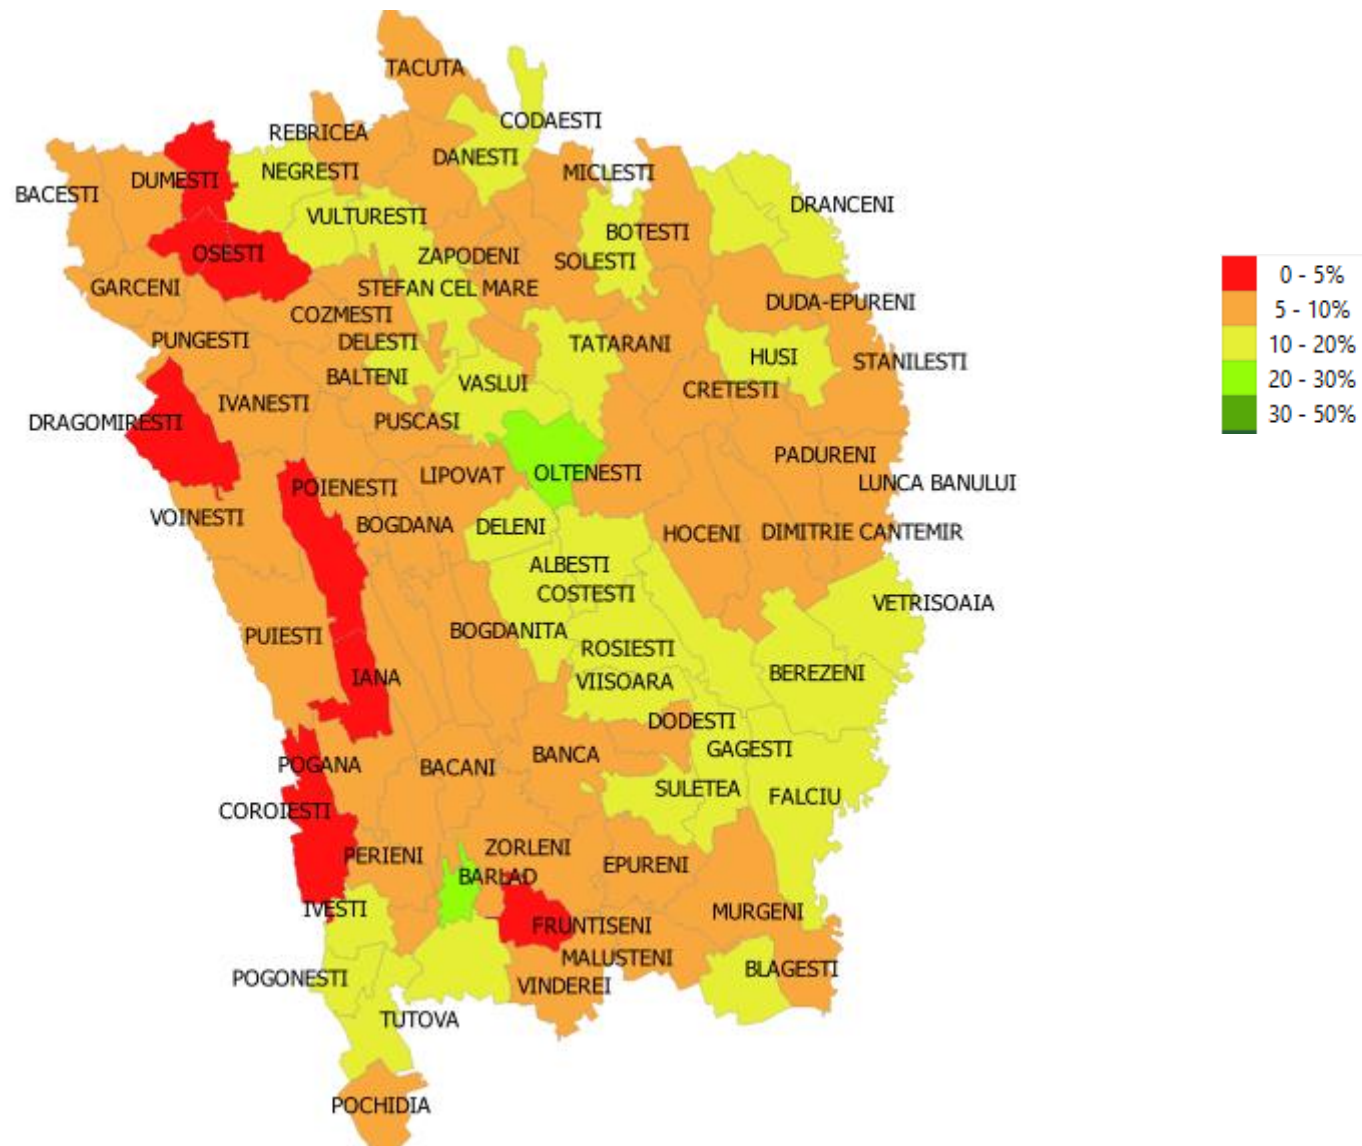 TACUTA
CODAESTI
REBRICEA
DANESTI
NEGRESTI
MICLESTI
DUMESTI
BACESTI
DRANCENI
VULTURESTI
BOTESTI
OSESTI
ZAPODENI
SOLESTI
GARCENI
STEFAN CEL MARE
DUDA-EPURENI
COZMESTI
PUNGESTI
DELESTI
TATARANI
HUSI
STANILESTI
BALTENI
VASLUI
CRETESTI
IVANESTI
DRAGOMIRESTI
PUSCASI
PADURENI
LIPOVAT
OLTENESTI
LUNCA BANULUI
POIENESTI
VOINESTI
BOGDANA
DELENI
HOCENI
DIMITRIE CANTEMIR
ALBESTI
COSTESTI
VETRISOAIA
PUIESTI
BOGDANITA
ROSIESTI
IANA
VIISOARA
BEREZENI
DODESTI
GAGESTI
POGANA
BACANI
BANCA
SULETEA
FALCIU
COROIESTI
PERIENI
ZORLENI
EPURENI
BARLAD
IVESTI
MURGENI
FRUNTISENI
MALUSTENI
BLAGESTI
POGONESTI
VINDEREI
TUTOVA
POCHIDIA
0 - 5%
5 - 10%
10 - 20%
20 - 30%
30 - 50%